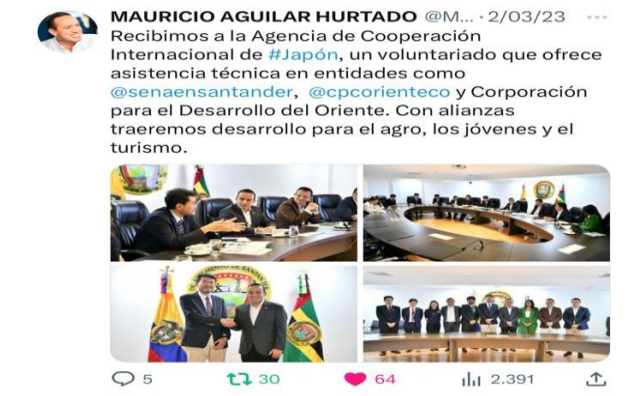 MAURICIO AGUILAR HURTADO @M... · 2/03/23 ...
Recibimos a la Agencia de Cooperación
Internacional de #Japón, un voluntariado que ofrece
asistencia técnica en entidades como
@senaensantander, @cpcorienteco y Corporación
para el Desarrollo del Oriente. Con alianzas
traeremos desarrollo para el agro, los jóvenes y el
turismo.
5 30 64 2.391